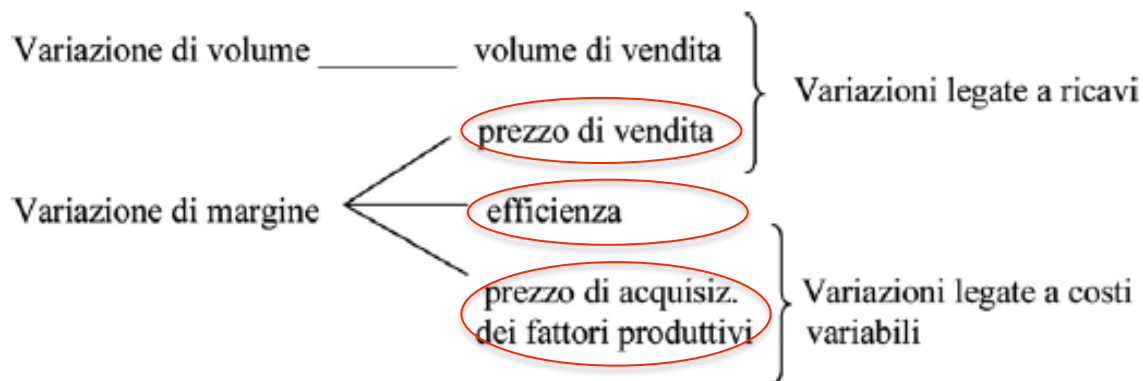 Variazione di volume volume di vendita
Variazioni legate a ricavi
prezzo di vendita
Variazione di margine efficienza
prezzo di acquisiz.
dei fattori produttivi
Variazioni legate a costi
variabili